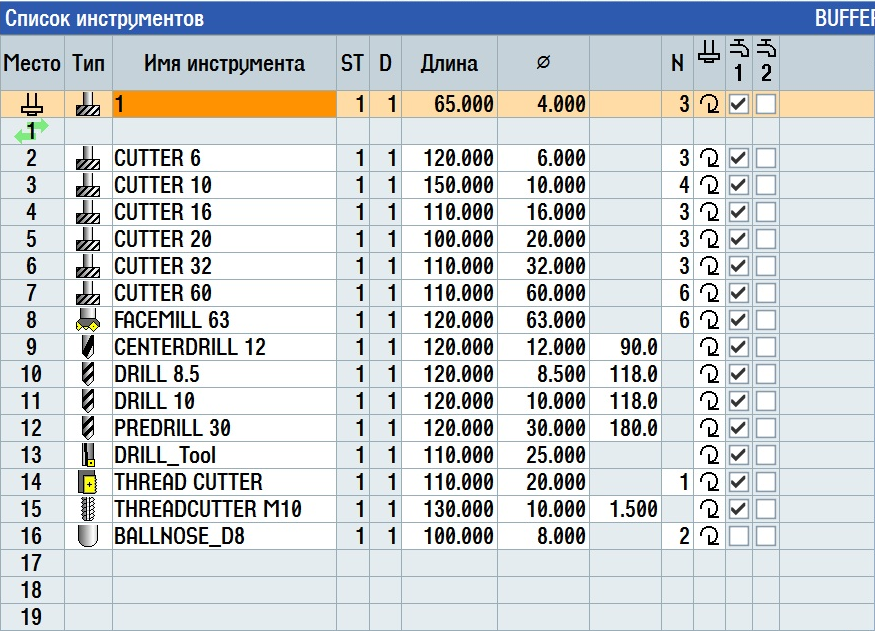 Список инструментов BUFFER
Место Тип Имя инструмента ST D Длина ⌀ N 1 2
1 1 1 65.000 4.000 3
1
2 CUTTER 6 1 1 120.000 6.000 3
3 CUTTER 10 1 1 150.000 10.000 4
4 CUTTER 16 1 1 110.000 16.000 3
5 CUTTER 20 1 1 100.000 20.000 3
6 CUTTER 32 1 1 110.000 32.000 3
7 CUTTER 60 1 1 110.000 60.000 6
8 FACEMILL 63 1 1 120.000 63.000 6
9 CENTERDRILL 12 1 1 120.000 12.000 90.0
10 DRILL 8.5 1 1 120.000 8.500 118.0
11 DRILL 10 1 1 120.000 10.000 118.0
12 PREDRILL 30 1 1 120.000 30.000 180.0
13 DRILL_Tool 1 1 110.000 25.000
14 THREAD CUTTER 1 1 110.000 20.000 1
15 THREADCUTTER M10 1 1 130.000 10.000 1.500
16 BALLNOSE_D8 1 1 100.000 8.000 2
17
18
19